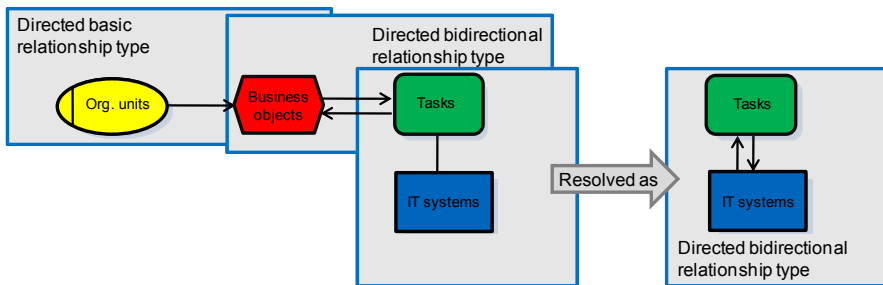 Directed basic
relationship type
Directed bidirectional
relationship type
Org. units
Business
objects
Tasks
IT systems
Resolved as
Tasks
IT systems
Directed bidirectional
relationship type